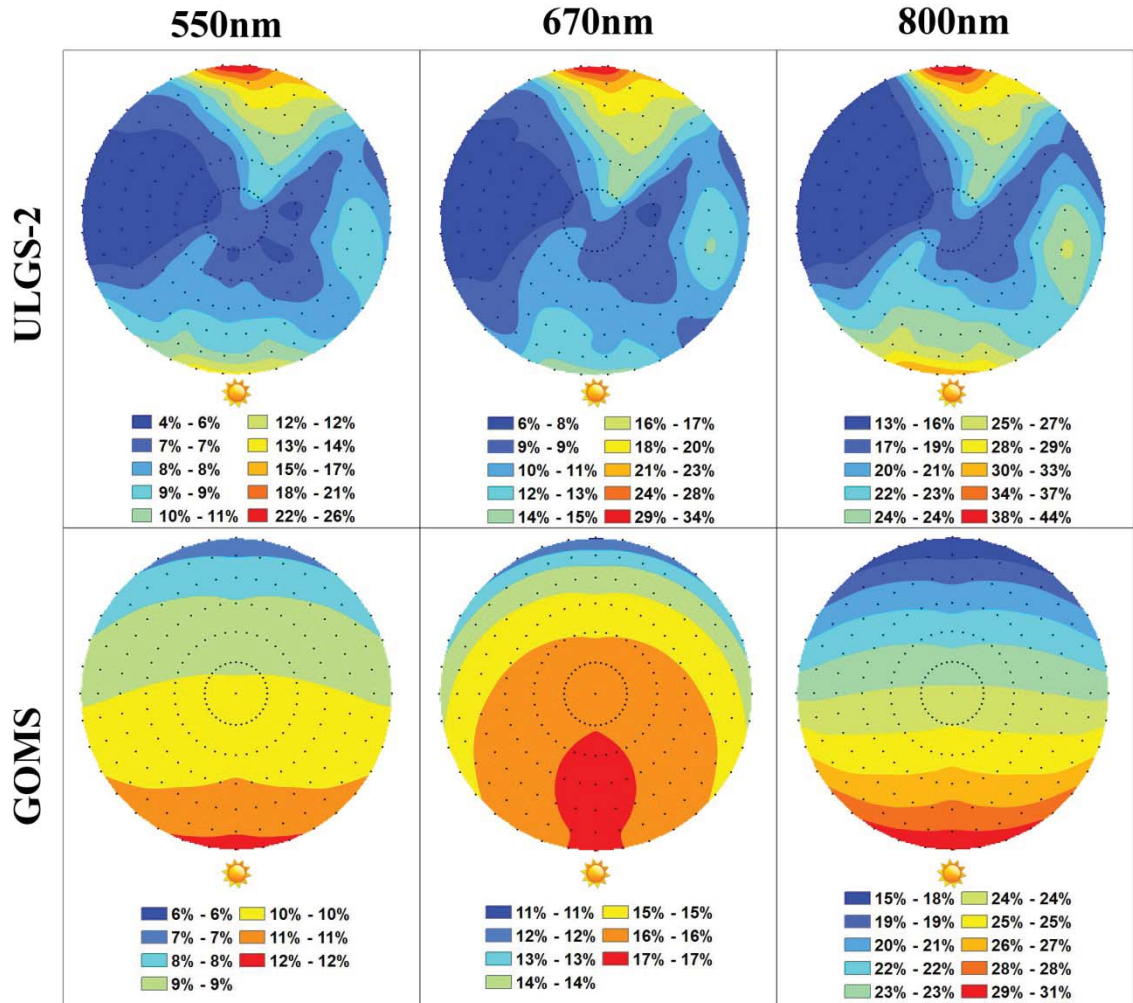 550nm 670nm 800nm
ULGS-2
4% - 6% 12% - 12%
7% - 7% 13% - 14%
8% - 8% 15% - 17%
9% - 9% 18% - 21%
10% - 11% 22% - 26%
6% - 8% 16% - 17%
9% - 9% 18% - 20%
10% - 11% 21% - 23%
12% - 13% 24% - 28%
14% - 15% 29% - 34%
13% - 16% 25% - 27%
17% - 19% 28% - 29%
20% - 21% 30% - 33%
22% - 23% 34% - 37%
24% - 24% 38% - 44%
GOMS
6% - 6% 10% - 10%
7% - 7% 11% - 11%
8% - 8% 12% - 12%
9% - 9%
11% - 11% 15% - 15%
12% - 12% 16% - 16%
13% - 13% 17% - 17%
14% - 14%
15% - 18% 24% - 24%
19% - 19% 25% - 25%
20% - 21% 26% - 27%
22% - 22% 28% - 28%
23% - 23% 29% - 31%